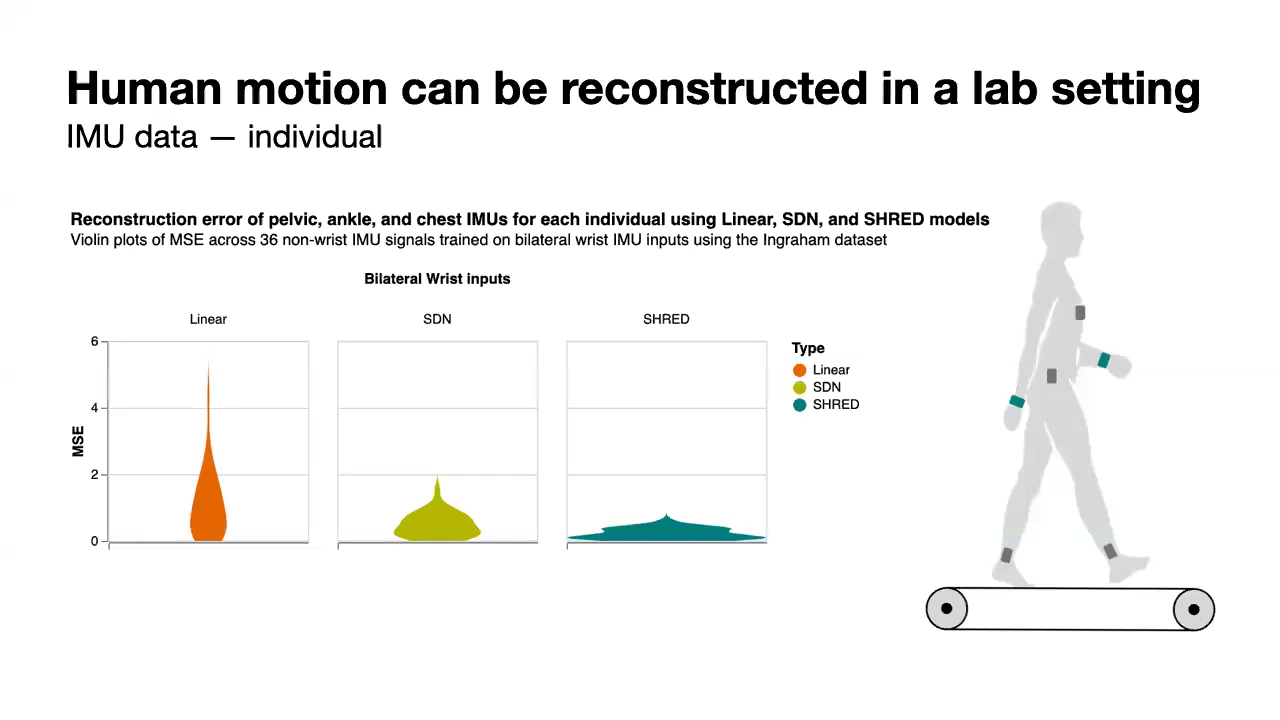 Human motion can be reconstructed in a lab setting
IMU data — individual
Reconstruction error of pelvic, ankle, and chest IMUs for each individual using Linear, SDN, and SHRED models
Violin plots of MSE across 36 non-wrist IMU signals trained on bilateral wrist IMU inputs using the Ingraham dataset
Bilateral Wrist inputs
Linear
SDN
SHRED
6
4
2
0
MSE
Type
Linear
SDN
SHRED